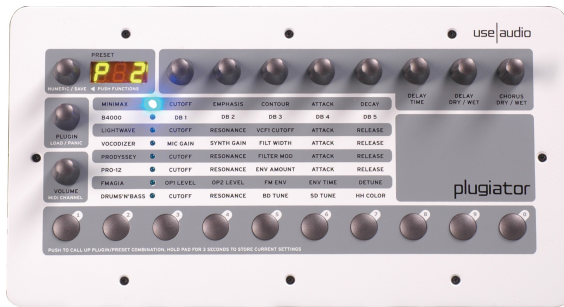 use|audio
PRESET
P 2
NUMERIC / SAVE ◀ PUSH FUNCTIONS
DELAY TIME
DELAY DRY / WET
CHORUS DRY / WET
MINIMAX CUTOFF EMPHASIS CONTOUR ATTACK DECAY
B4000 DB 1 DB 2 DB 3 DB 4 DB 5
LIGHTWAVE CUTOFF RESONANCE VCF1 CUTOFF ATTACK RELEASE
VOCODIZER MIC GAIN SYNTH GAIN FILT WIDTH ATTACK RELEASE
PRODYSSEY CUTOFF RESONANCE FILTER MOD ATTACK RELEASE
PRO-12 CUTOFF RESONANCE ENV AMOUNT ATTACK RELEASE
FMAGIA OP1 LEVEL OP2 LEVEL FM ENV ENV TIME DETUNE
DRUMS'N'BASS CUTOFF RESONANCE BD TUNE SD TUNE HH COLOR
PLUGIN
LOAD / PANIC
VOLUME
MIDI CHANNEL
plugiator
1 2 3 4 5 6 7 8 9 0
PUSH TO CALL UP PLUGIN/PRESET COMBINATION, HOLD PAD FOR 3 SECONDS TO STORE CURRENT SETTINGS